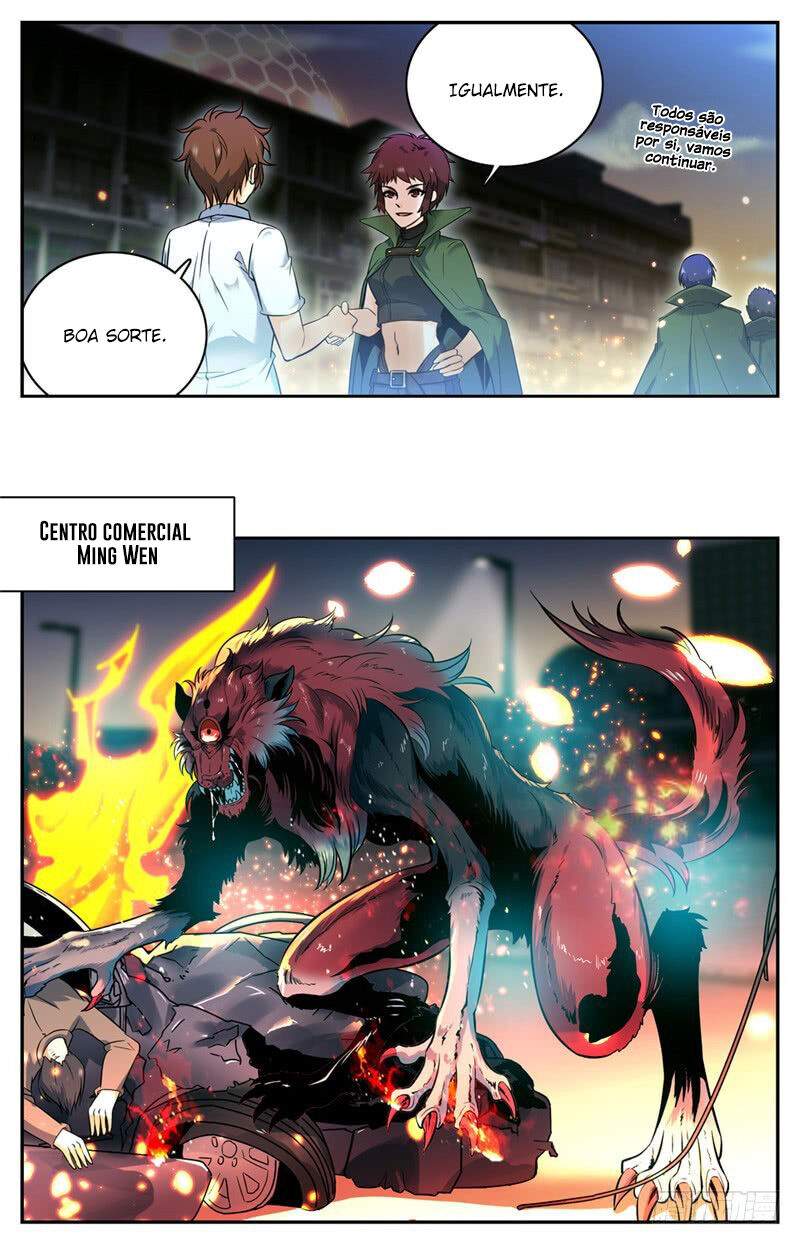 IGUALMENTE.
Todos são
responsáveis
por si, vamos
continuar.
BOA SORTE.
CENTRO COMERCIAL
MING WEN